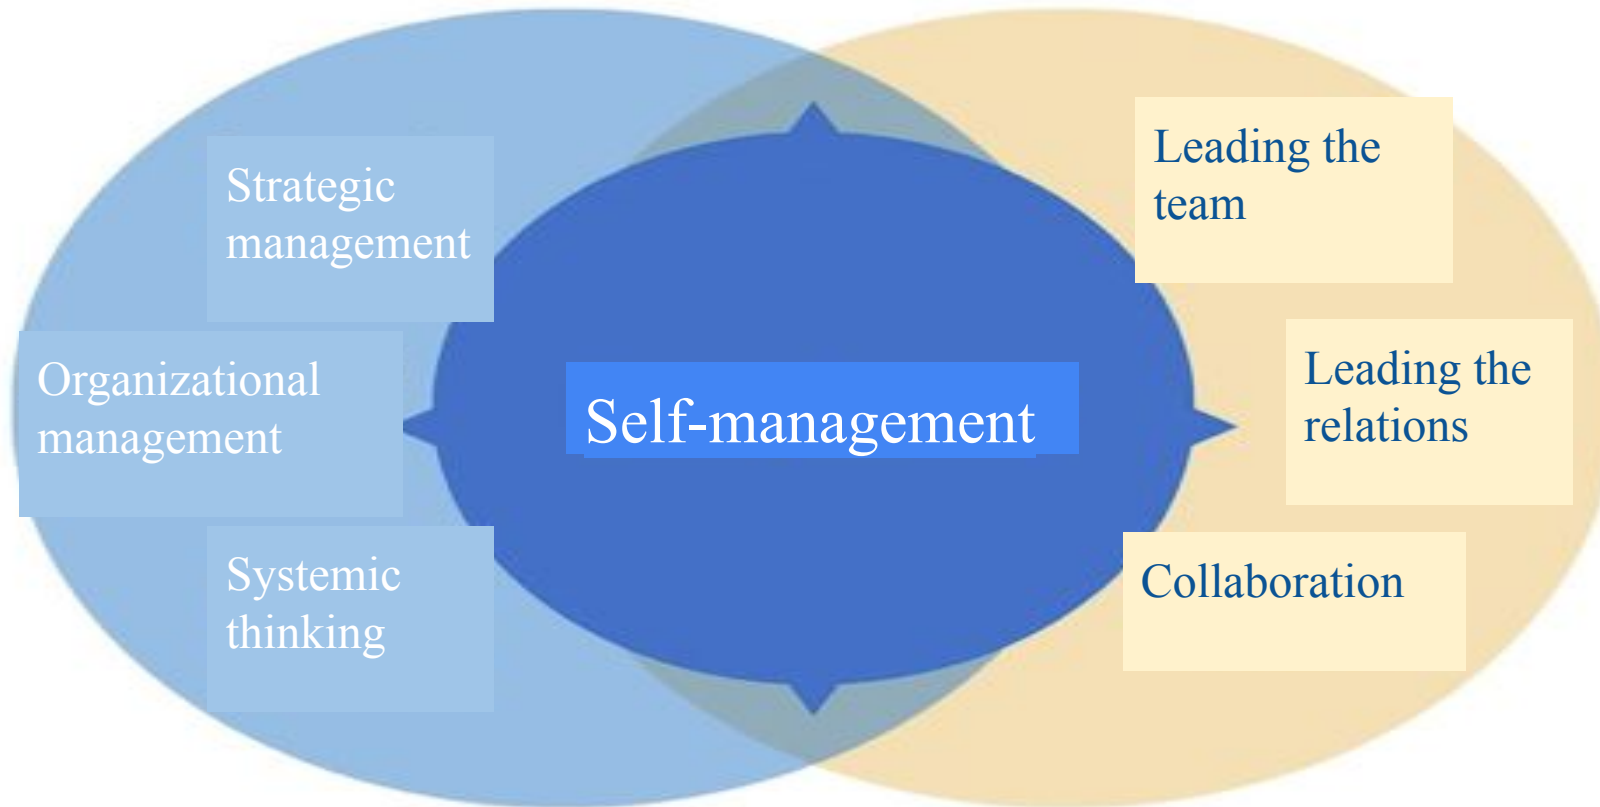 Strategic
management
Organizational
management
Systemic
thinking
Self-management
Leading the
team
Leading the
relations
Collaboration